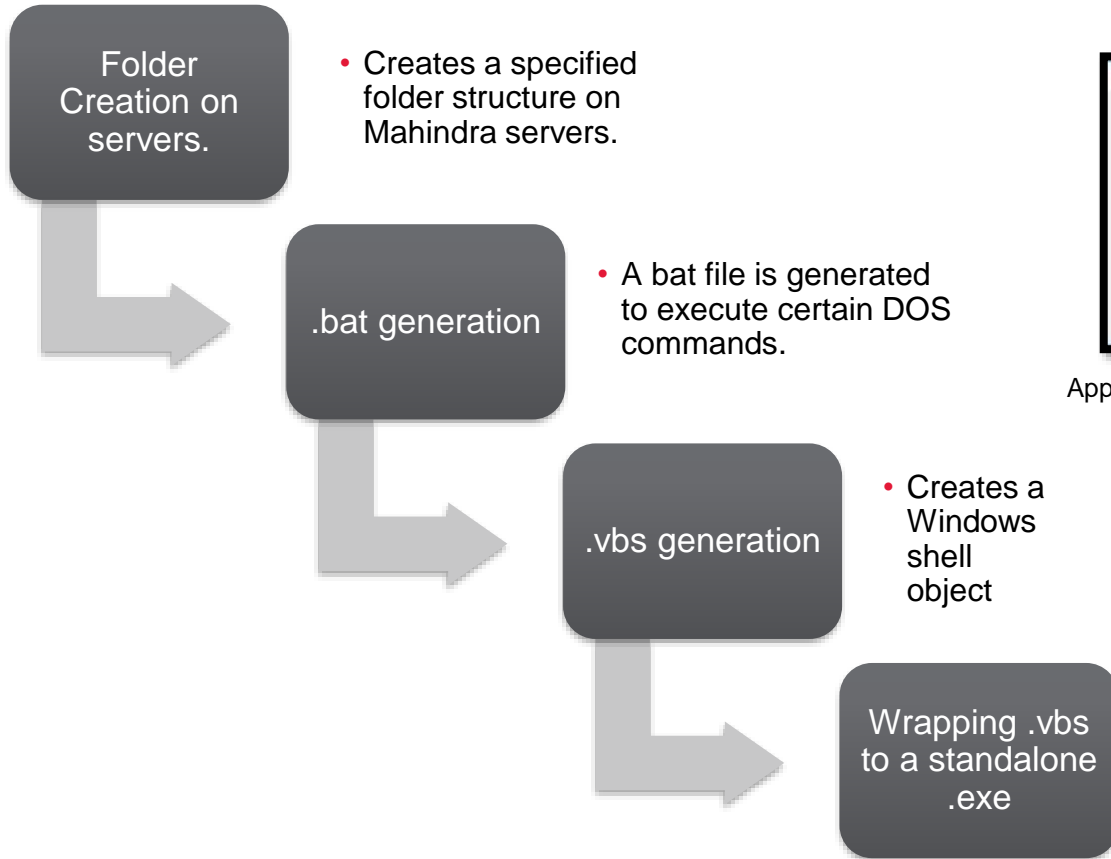 Folder
Creation on
servers.
• Creates a specified
folder structure on
Mahindra servers.
.bat generation
• A bat file is generated
to execute certain DOS
commands.
App
.vbs generation
• Creates a
Windows
shell
object
Wrapping .vbs
to a standalone
.exe